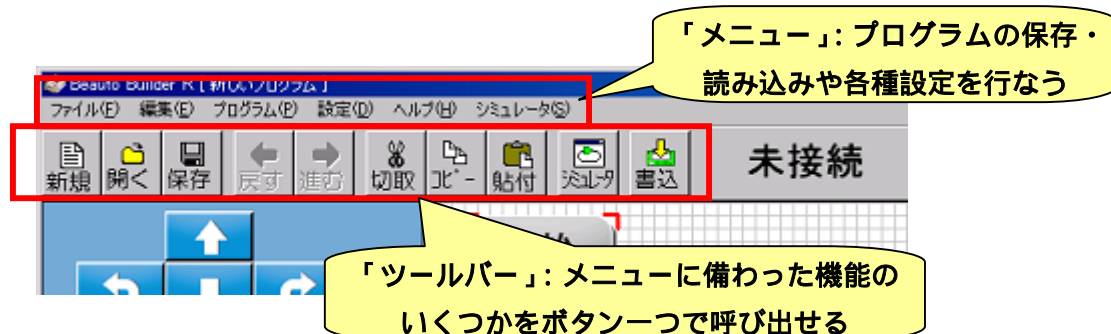 「メニュー」：プログラムの保存・
読み込みや各種設定を行なう
Beauto Builder R [ 新しいプログラム ]
ファイル(F) 編集(E) プログラム(P) 設定(D) ヘルプ(H) シミュレータ(S)
新規 開く 保存 戻す 進む 切取 コピー 貼付 シミュレータ 書込 未接続
「ツールバー」：メニューに備わった機能の
いくつかをボタン一つで呼び出せる